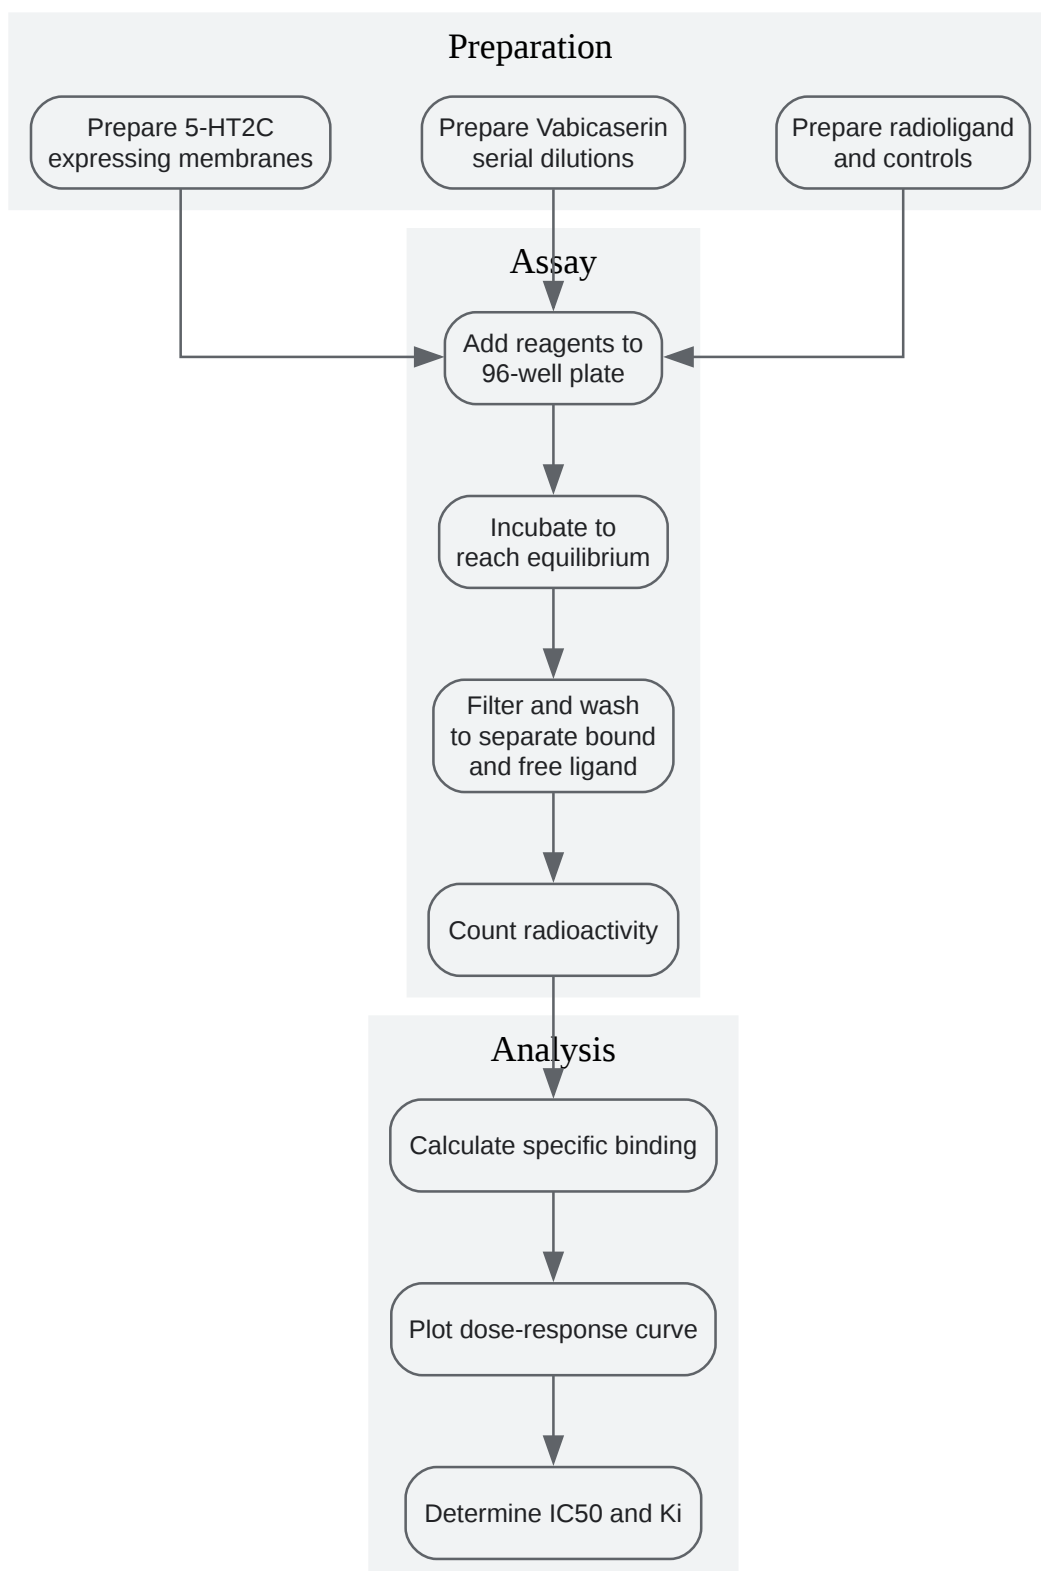 Preparation
Prepare 5-HT2C
expressing membranes
Prepare Vabicaserin
serial dilutions
Prepare radioligand
and controls
Assay
Add reagents to
96-well plate
Incubate to
reach equilibrium
Filter and wash
to separate bound
and free ligand
Count radioactivity
Analysis
Calculate specific binding
Plot dose-response curve
Determine IC50 and Ki